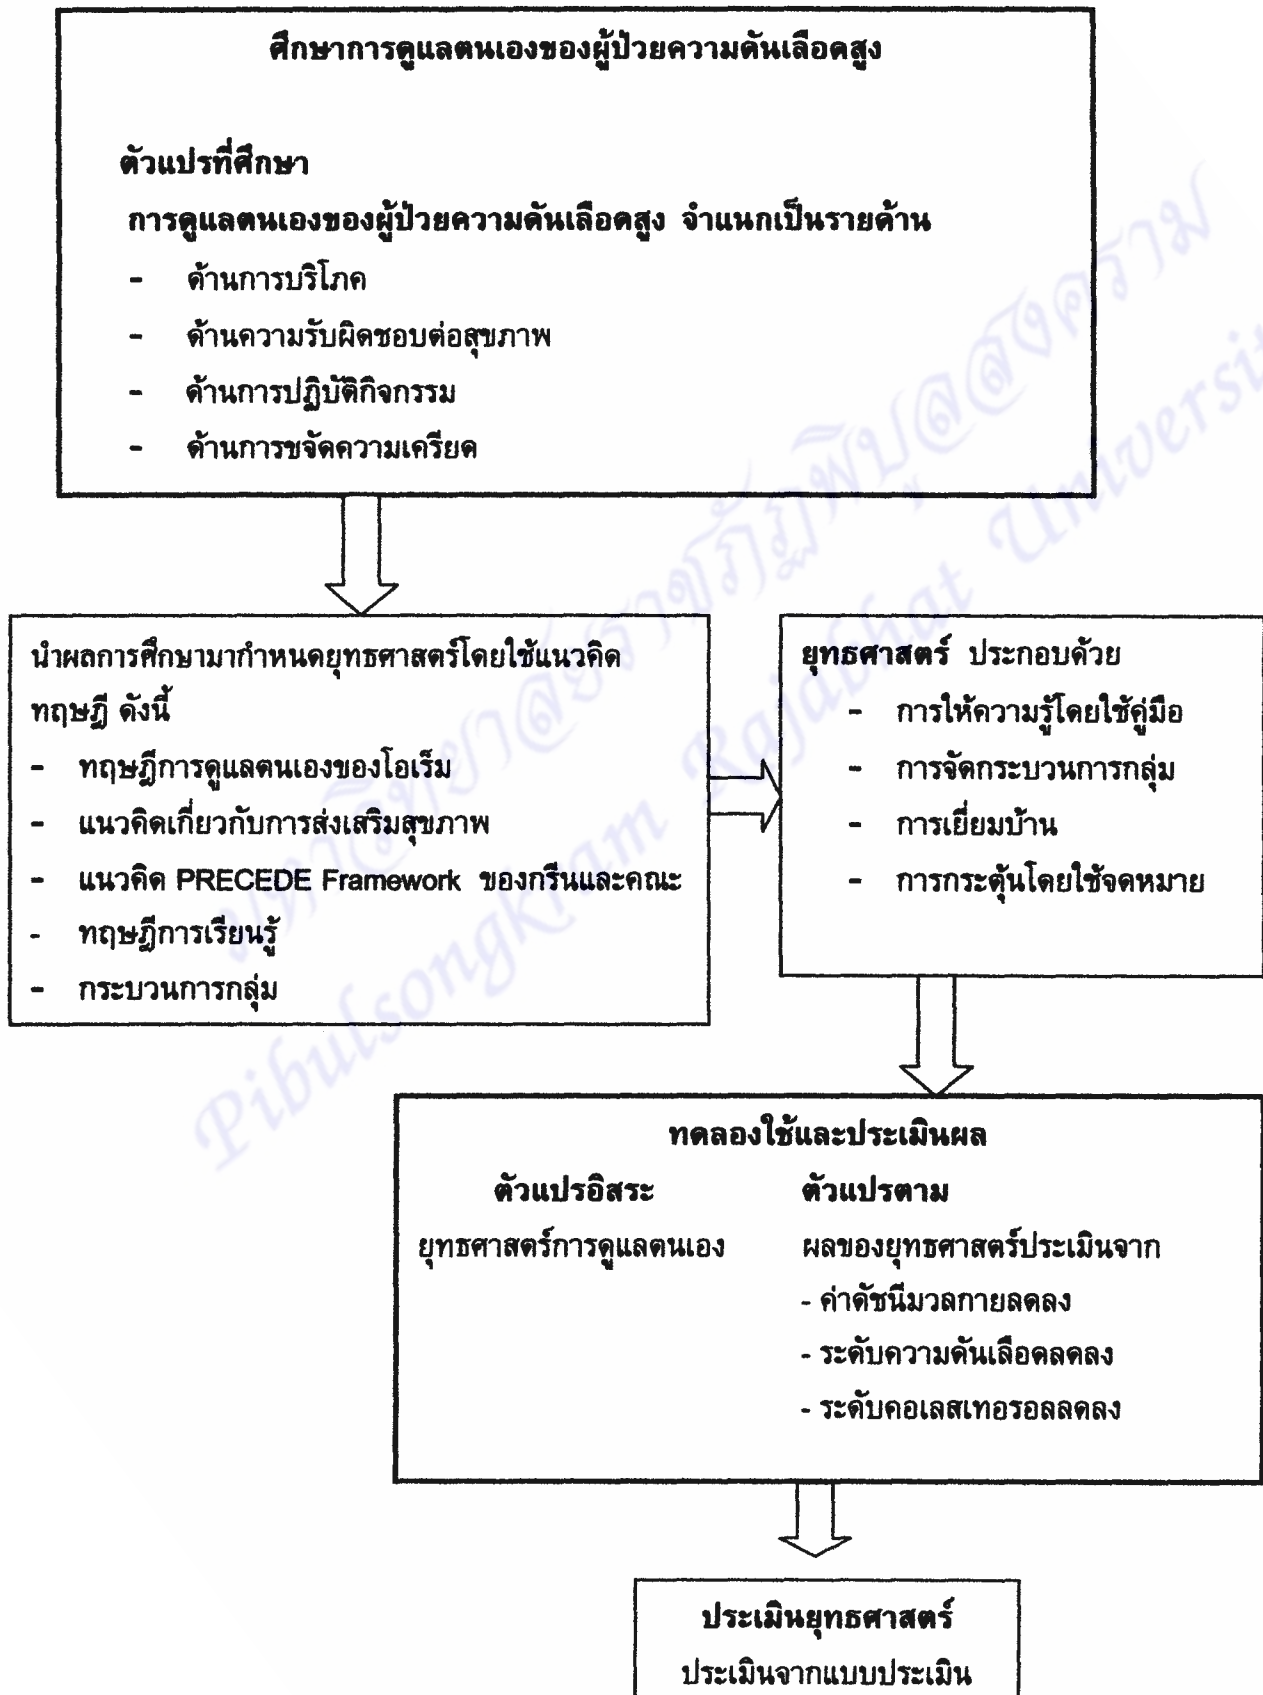 ศึกษาการดูแลตนเองของผู้ป่วยความดันเลือดสูง
ตัวแปรที่ศึกษา
การดูแลตนเองของผู้ป่วยความดันเลือดสูง จำแนกเป็นรายด้าน
- ด้านการบริโภค
- ด้านความรับผิดชอบต่อสุขภาพ
- ด้านการปฏิบัติกิจกรรม
- ด้านการขจัดความเครียด
นำผลการศึกษามากำหนดยุทธศาสตร์โดยใช้แนวคิด
ทฤษฎี ดังนี้
- ทฤษฎีการดูแลตนเองของโอเร็ม
- แนวคิดเกี่ยวกับการส่งเสริมสุขภาพ
- แนวคิด PRECEDE Framework ของกรีนและคณะ
- ทฤษฎีการเรียนรู้
- กระบวนการกลุ่ม
ยุทธศาสตร์ ประกอบด้วย
- การให้ความรู้โดยใช้คู่มือ
- การจัดกระบวนการกลุ่ม
- การเยี่ยมบ้าน
- การกระตุ้นโดยใช้จดหมาย
ทดลองใช้และประเมินผล
ตัวแปรอิสระ
ยุทธศาสตร์การดูแลตนเอง
ตัวแปรตาม
ผลของยุทธศาสตร์ประเมินจาก
- ค่าดัชนีมวลกายลดลง
- ระดับความดันเลือดลดลง
- ระดับคอเลสเทอรอลลดลง
ประเมินยุทธศาสตร์
ประเมินจากแบบประเมิน
มหาวิทยาลัยราชภัฏพิบูลสงคราม
Pibulsongkram Rajabhat Universit